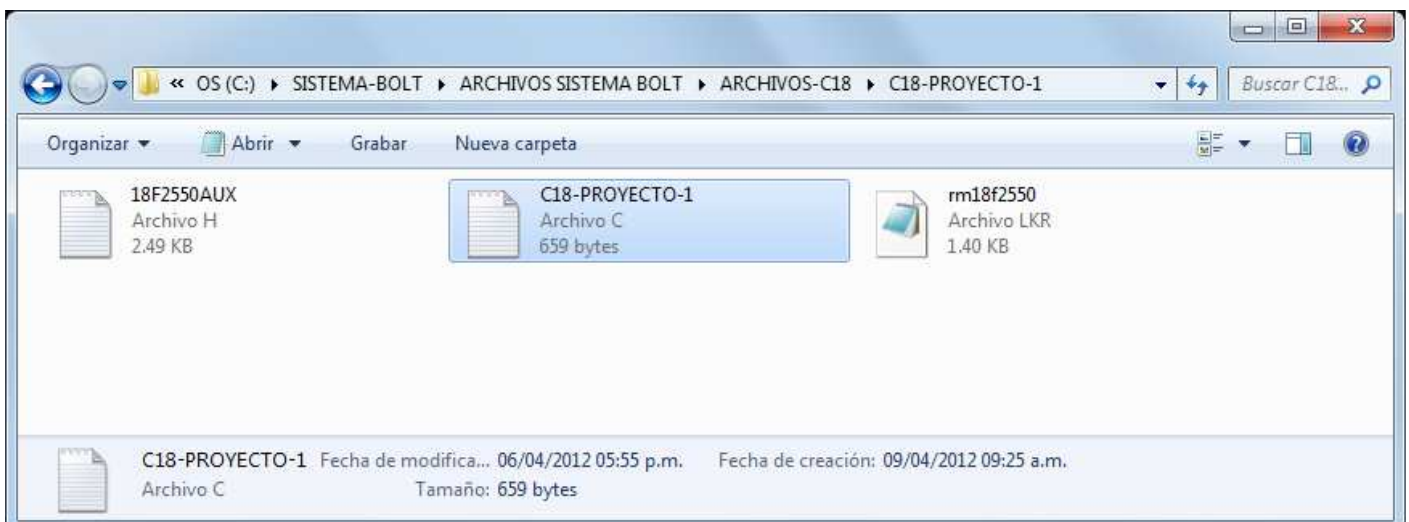 « OS (C:) ▸ SISTEMA-BOLT ▸ ARCHIVOS SISTEMA BOLT ▸ ARCHIVOS-C18 ▸ C18-PROYECTO-1
Buscar C18...
Organizar Abrir Grabar Nueva carpeta
18F2550AUX
Archivo H
2.49 KB
C18-PROYECTO-1
Archivo C
659 bytes
rm18f2550
Archivo LKR
1.40 KB
C18-PROYECTO-1 Fecha de modifica... 06/04/2012 05:55 p.m. Fecha de creación: 09/04/2012 09:25 a.m.
Archivo C Tamaño: 659 bytes